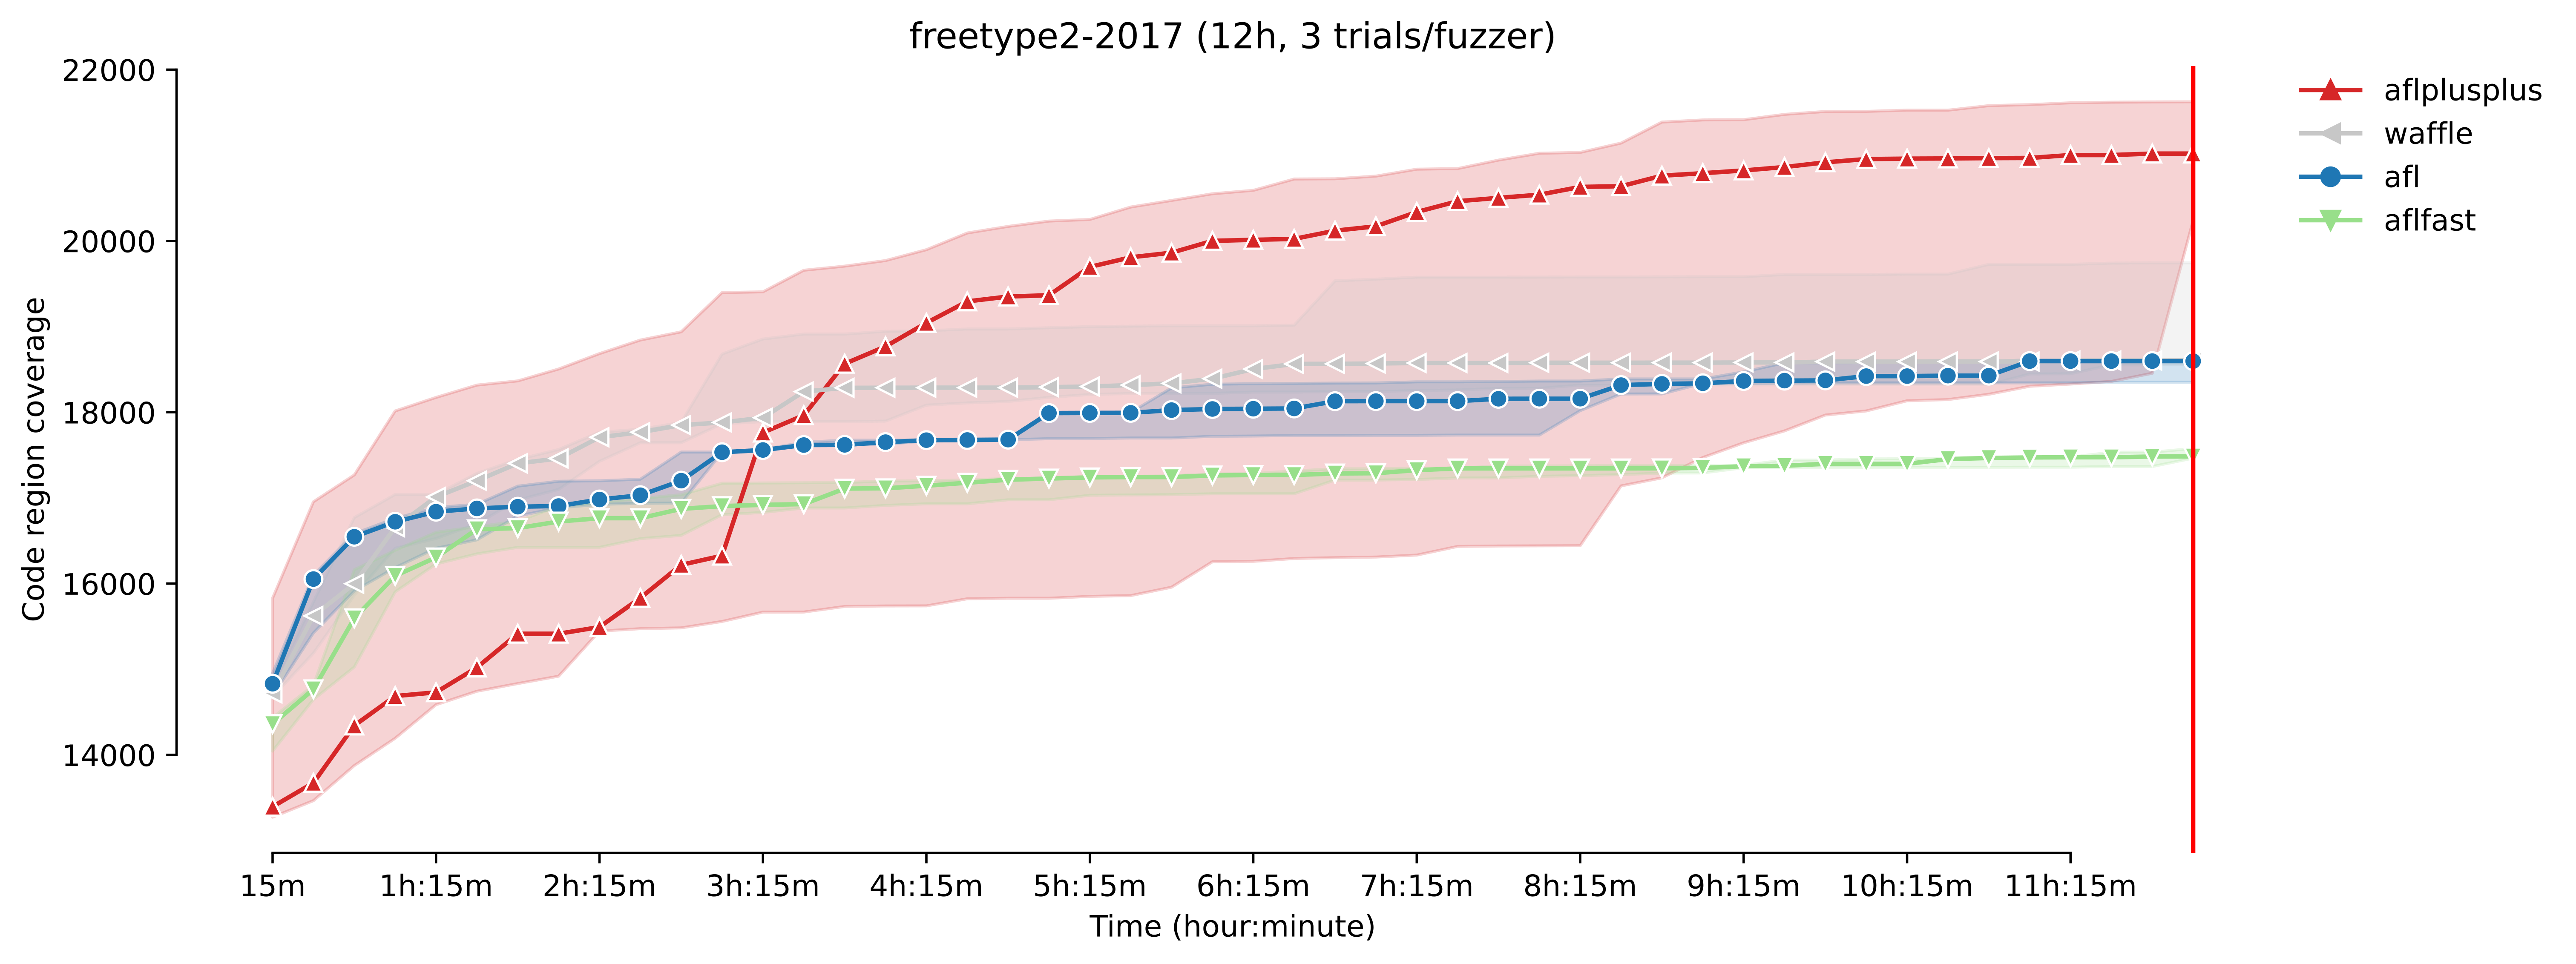 freetype2-2017 (12h, 3 trials/fuzzer)
22000
20000
18000
16000
14000
Code region coverage
15m
1h:15m
2h:15m
3h:15m
4h:15m
5h:15m
6h:15m
7h:15m
8h:15m
9h:15m
10h:15m
11h:15m
Time (hour:minute)
aflplusplus
waffle
afl
aflfast